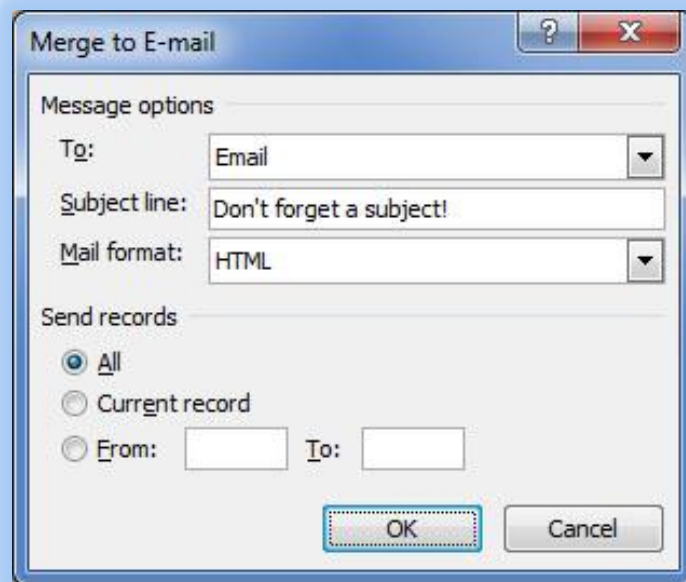 Merge to E-mail
Message options
To: Email
Subject line: Don't forget a subject!
Mail format: HTML
Send records
All
Current record
From: To:
OK Cancel